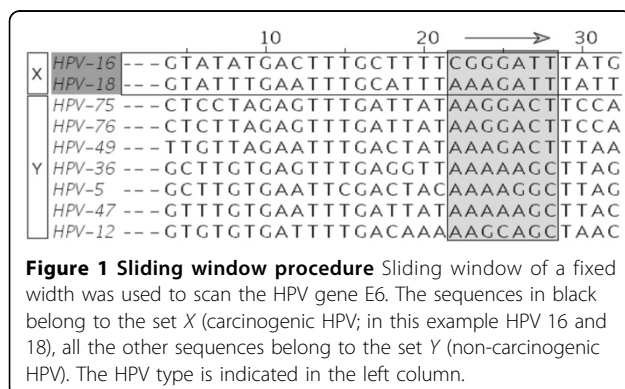 10 20 30
X
HPV-16 ---GTATATGACTTTGCTTTTCGGGATTTATG
HPV-18 ---GTATTTGAATTTGCATTTAAAGATTTATT
Y
HPV-75 ---CTCCTAGAGTTTGATTATAAGGACTTCCA
HPV-76 ---CTCTTAGAGTTTGATTATAAGGACTTCCA
HPV-49 ---TTGTTAGAATTTGACTATAAAGACTTTAA
HPV-36 ---GCTTGTGAGTTTGAGGTTAAAAAGCTTAG
HPV-5 ---GCTTGTGAATTCGACTACAAAAGGCTTAG
HPV-47 ---GTTTGTGAATTTGATTATAAAAAGCTTAC
HPV-12 ---GTGTGTGATTTTGACAAAAAGCAGCTAAC
Figure 1 Sliding window procedure Sliding window of a fixed
width was used to scan the HPV gene E6. The sequences in black
belong to the set X (carcinogenic HPV; in this example HPV 16 and
18), all the other sequences belong to the set Y (non-carcinogenic
HPV). The HPV type is indicated in the left column.